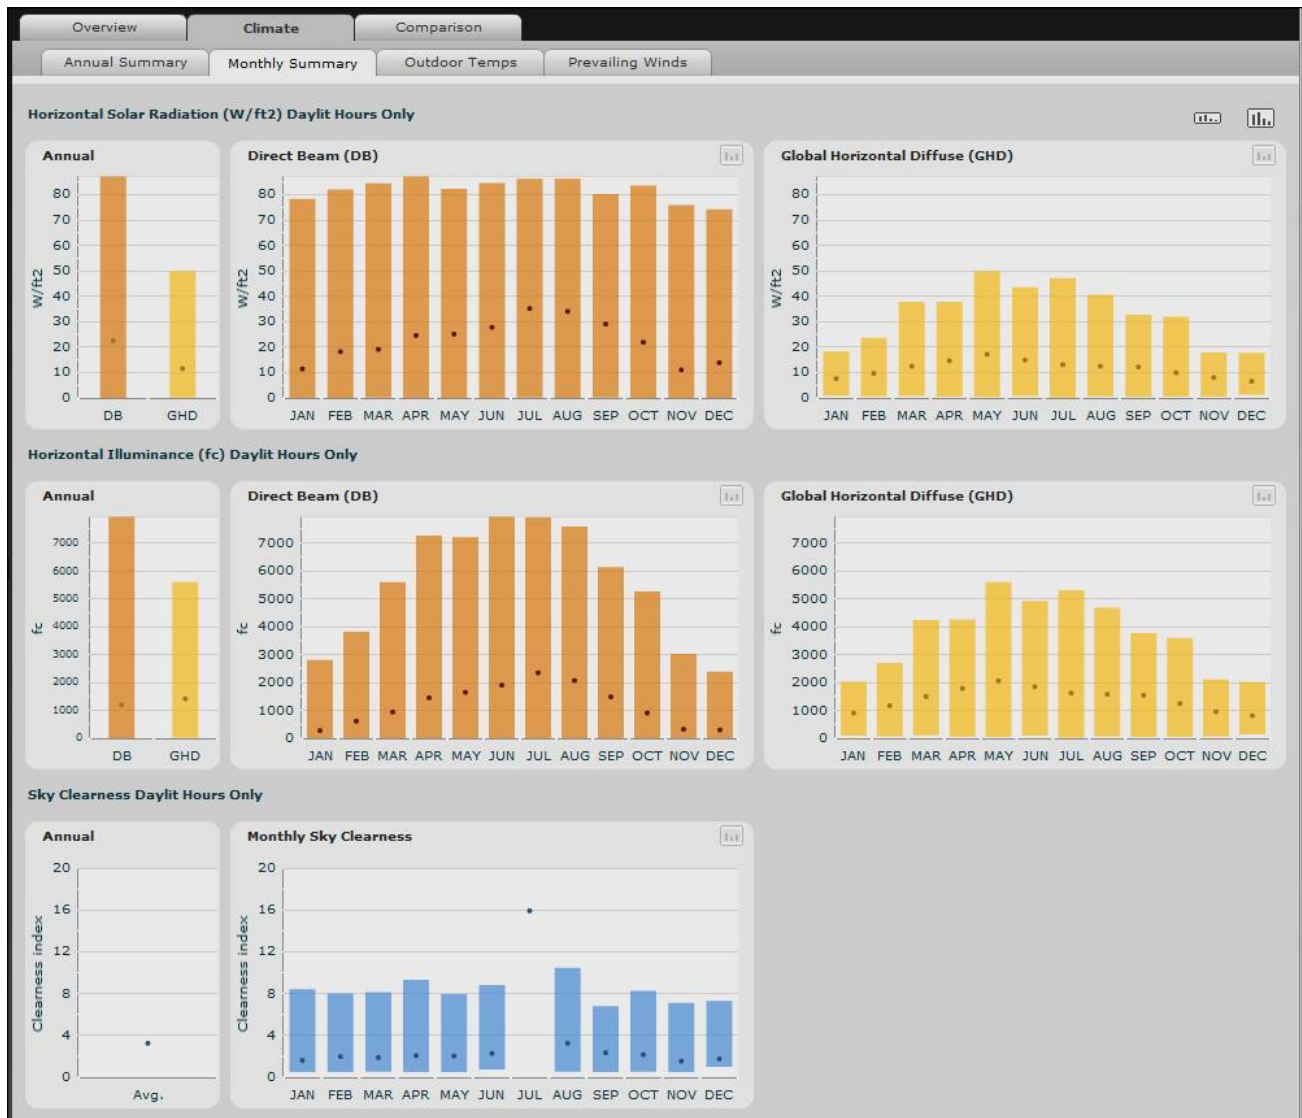 Overview Climate Comparison
Annual Summary Monthly Summary Outdoor Temps Prevailing Winds
Horizontal Solar Radiation (W/ft2) Daylit Hours Only
Annual
W/ft2
80
70
60
50
40
30
20
10
0
DB GHD
Direct Beam (DB)
W/ft2
80
70
60
50
40
30
20
10
0
JAN FEB MAR APR MAY JUN JUL AUG SEP OCT NOV DEC
Global Horizontal Diffuse (GHD)
W/ft2
80
70
60
50
40
30
20
10
0
JAN FEB MAR APR MAY JUN JUL AUG SEP OCT NOV DEC
Horizontal Illuminance (fc) Daylit Hours Only
Annual
fc
7000
6000
5000
4000
3000
2000
1000
0
DB GHD
Direct Beam (DB)
fc
7000
6000
5000
4000
3000
2000
1000
0
JAN FEB MAR APR MAY JUN JUL AUG SEP OCT NOV DEC
Global Horizontal Diffuse (GHD)
fc
7000
6000
5000
4000
3000
2000
1000
0
JAN FEB MAR APR MAY JUN JUL AUG SEP OCT NOV DEC
Sky Clearness Daylit Hours Only
Annual
Clearness index
20
16
12
8
4
0
Avg.
Monthly Sky Clearness
Clearness index
20
16
12
8
4
0
JAN FEB MAR APR MAY JUN JUL AUG SEP OCT NOV DEC